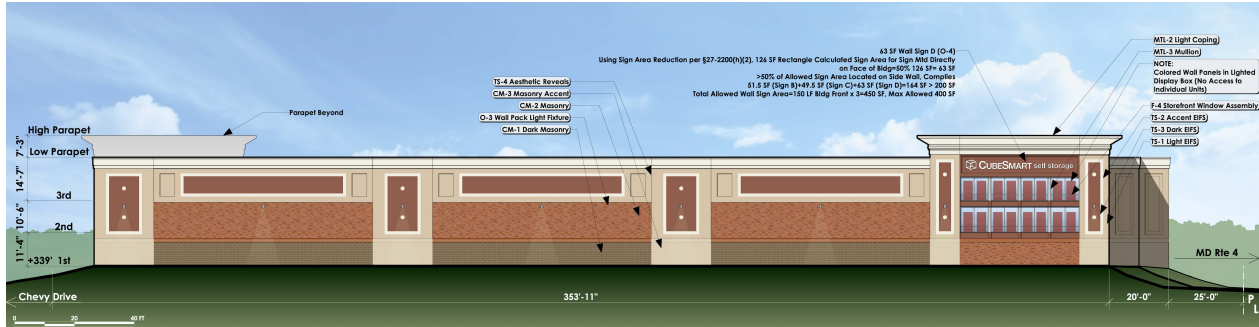 63 SF Wall Sign D (O-4)
Using Sign Area Reduction per §27-2200(h)(2), 126 SF Rectangle Calculated Sign Area for Sign Mtd Directly
on Face of Bldg=50% 126 SF= 63 SF
>50% of Allowed Sign Area Located on Side Wall, Complies
51.5 SF (Sign B)+49.5 SF (Sign C)+63 SF (Sign D)=164 SF > 200 SF
Total Allowed Wall Sign Area=150 LF Bldg Front x 3=450 SF, Max Allowed 400 SF
MTL-2 Light Coping
MTL-3 Mullion
NOTE:
Colored Wall Panels in Lighted
Display Box (No Access to
Individual Units)
F-4 Storefront Window Assembly
TS-2 Accent EIFS
TS-3 Dark EIFS
TS-1 Light EIFS
TS-4 Aesthetic Reveals
CM-3 Masonry Accent
CM-2 Masonry
O-3 Wall Pack Light Fixture
CM-1 Dark Masonry
Parapet Beyond
High Parapet
7'-3"
Low Parapet
14'-7"
3rd
10'-6"
2nd
11'-4"
+339' 1st
CUBESMART self storage
MD Rte 4
Chevy Drive
353'-11"
20'-0"
25'-0"
P
L
0 20 40 FT